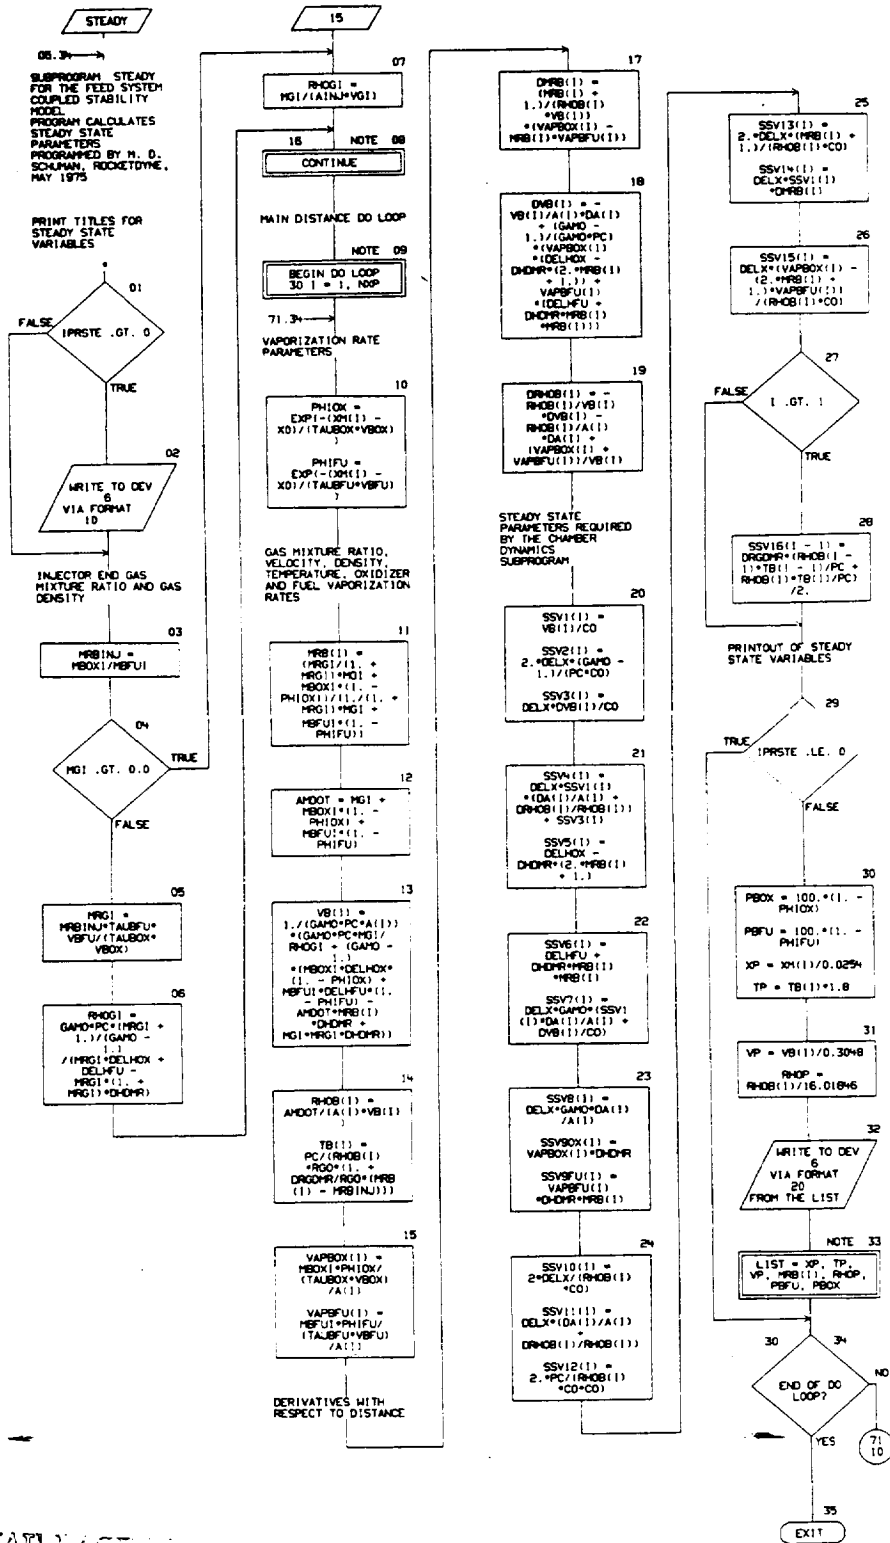 STEADY
06.34
SUBPROGRAM STEADY
FOR THE FEED SYSTEM
COUPLED STABILITY
MODEL
PROGRAM CALCULATES
STEADY STATE
PARAMETERS
PROGRAMMED BY M. D.
SCHUMAN, ROCKETDYNE,
MAY 1975
PRINT TITLES FOR
STEADY STATE
VARIABLES
01
IPRSTE .GT. 0
FALSE
TRUE
02
WRITE TO DEV
6
VIA FORMAT
10
INJECTOR END GAS
MIXTURE RATIO AND GAS
DENSITY
03
MRBINJ =
MBOXI/MBFUI
04
MGI .GT. 0.0
TRUE
FALSE
05
MRGI =
MRBINJ*TAUBFU*
VBFU/(TAUBOX*
VBOX)
06
RHOGI =
GAMO*PC*(MRGI +
1.)/(GAMO -
1.)
/(MRGI*DELHOX +
DELHFU -
MRGI*(1. +
MRGI)*DHDMR)
15
07
RHOGI =
MGI/(AINJ*VGI)
16
NOTE 08
CONTINUE
MAIN DISTANCE DO LOOP
NOTE 09
BEGIN DO LOOP
30 I = 1, NXP
71.34
VAPORIZATION RATE
PARAMETERS
10
PHIOX =
EXP(-(XM(I) -
XO)/(TAUBOX*VBOX)
)
PHIFU =
EXP(-(XM(I) -
XO)/(TAUBFU*VBFU)
)
GAS MIXTURE RATIO,
VELOCITY, DENSITY,
TEMPERATURE, OXIDIZER
AND FUEL VAPORIZATION
RATES
11
MRB(I) =
(MRGI/(1. +
MRGI)*MGI +
MBOXI*(1. -
PHIOX))/(1./(1. +
MRGI)*MGI +
MBFUI*(1. -
PHIFU))
12
AMDOT = MGI +
MBOXI*(1. -
PHIOX) +
MBFUI*(1. -
PHIFU)
13
VB(I) =
1./(GAMO*PC*A(I))
*(GAMO*PC*MGI/
RHOGI + (GAMO -
1.)
*(MBOXI*DELHOX*
(1. - PHIOX) +
MBFUI*DELHFU*(1.
- PHIFU) -
AMDOT*MRB(I)
*DHDMR +
MGI*MRGI*DHDMR))
14
RHOB(I) =
AMDOT/(A(I)*VB(I)
)
TB(I) =
PC/(RHOB(I)
*RGO*(1. +
DRGDMR/RGO*(MRB
(I) - MRBINJ)))
15
VAPBOX(I) =
MBOXI*PHIOX/
(TAUBOX*VBOX)
/A(I)
VAPBFU(I) =
MBFUI*PHIFU/
(TAUBFU*VBFU)
/A(I)
DERIVATIVES WITH
RESPECT TO DISTANCE
17
DMRB(I) =
(MRB(I) +
1.)/(RHOB(I)
*VB(I))
*(VAPBOX(I) -
MRB(I)*VAPBFU(I))
18
DVB(I) = -
VB(I)/A(I)*DA(I)
+ (GAMO -
1.)/(GAMO*PC)
*(VAPBOX(I)
*(DELHOX -
DHDMR*(2.*MRB(I)
+ 1.)) +
VAPBFU(I)
*(DELHFU +
DHDMR*MRB(I)
*MRB(I)))
19
DRHOB(I) = -
RHOB(I)/VB(I)
*DVB(I) -
RHOB(I)/A(I)
*DA(I) +
(VAPBOX(I) +
VAPBFU(I))/VB(I)
STEADY STATE
PARAMETERS REQUIRED
BY THE CHAMBER
DYNAMICS
SUBPROGRAM
20
SSV1(I) =
VB(I)/CO
SSV2(I) =
2.*DELX*(GAMO -
1.)/(PC*CO)
SSV3(I) =
DELX*DVB(I)/CO
21
SSV4(I) =
DELX*SSV1(I)
*(DA(I)/A(I) +
DRHOB(I)/RHOB(I))
+ SSV3(I)
SSV5(I) =
DELHOX -
DHDMR*(2.*MRB(I)
+ 1.)
22
SSV6(I) =
DELHFU +
DHDMR*MRB(I)
*MRB(I)
SSV7(I) =
DELX*GAMO*(SSV1
(I)*DA(I)/A(I) +
DVB(I)/CO)
23
SSV8(I) =
DELX*GAMO*DA(I)
/A(I)
SSV9OX(I) =
VAPBOX(I)*DHDMR
SSV9FU(I) =
VAPBFU(I)
*DHDMR*MRB(I)
24
SSV10(I) =
2*DELX/(RHOB(I)
*CO)
SSV11(I) =
DELX*(DA(I)/A(I)
+
DRHOB(I)/RHOB(I))
SSV12(I) =
2.*PC/(RHOB(I)
*CO*CO)
25
SSV13(I) =
2.*DELX*(MRB(I) +
1.)/(RHOB(I)*CO)
SSV14(I) =
DELX*SSV1(I)
*DMRB(I)
26
SSV15(I) =
DELX*(VAPBOX(I) -
(2.*MRB(I) +
1.)*VAPBFU(I))
/(RHOB(I)*CO)
27
I .GT. 1
FALSE
TRUE
28
SSV16(I - 1) =
DRGDMR*(RHOB(I -
1)*TB(I - 1)/PC +
RHOB(I)*TB(I)/PC)
/2.
PRINTOUT OF STEADY
STATE VARIABLES
29
IPRSTE .LE. 0
TRUE
FALSE
30
PBOX = 100.*(1. -
PHIOX)
PBFU = 100.*(1. -
PHIFU)
XP = XM(I)/0.0254
TP = TB(I)*1.8
31
VP = VB(I)/0.3048
RHOP =
RHOB(I)/16.01846
32
WRITE TO DEV
6
VIA FORMAT
20
FROM THE LIST
NOTE 33
LIST = XP, TP,
VP, MRB(I), RHOP,
PBFU, PBOX
30
34
END OF DO
LOOP?
NO
YES
71
10
35
EXIT